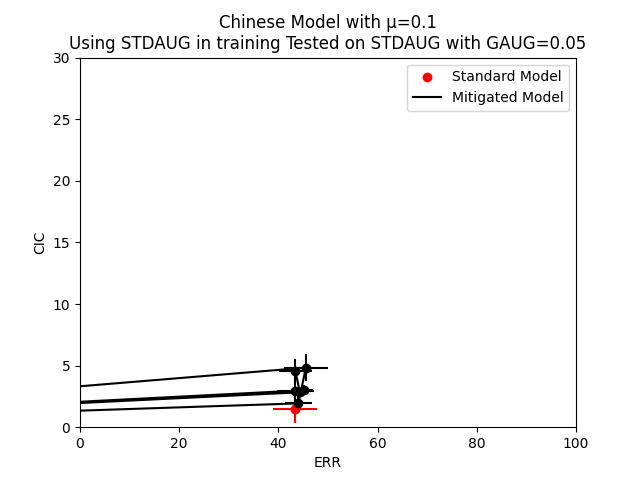 Chinese Model with μ=0.1
Using STDAUG in training Tested on STDAUG with GAUG=0.05
Standard Model
Mitigated Model
30
25
20
15
10
5
0
CIC
0 20 40 60 80 100
ERR